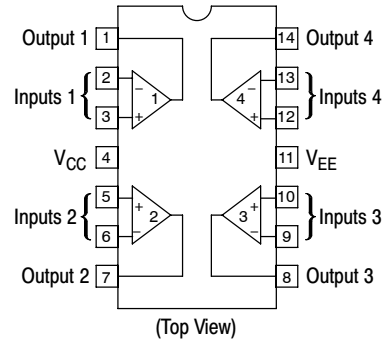 Output 1 1 14 Output 4
Inputs 1 { 2 − − 13 } Inputs 4
1 4
3 + + 12
VCC 4 11 VEE
Inputs 2 { 5 + + 10 } Inputs 3
2 3
6 − − 9
Output 2 7 8 Output 3
(Top View)